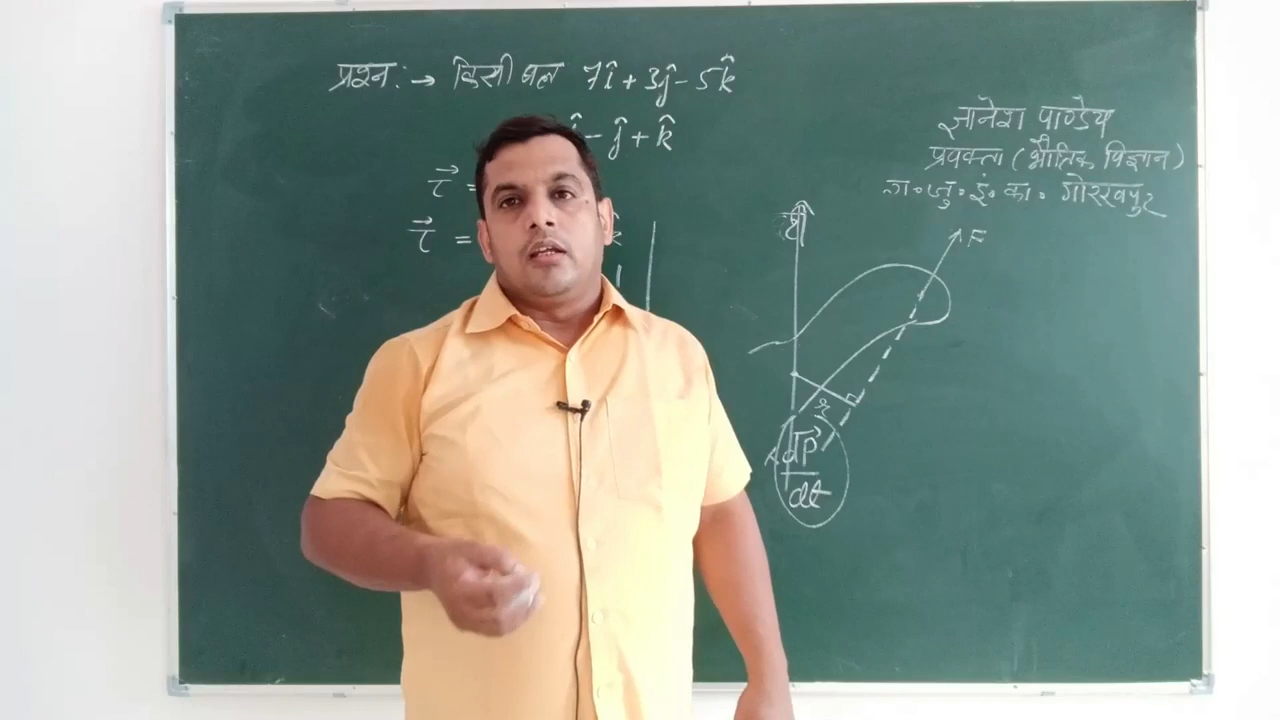 प्रश्न :→ किसी बल 7î + 3ĵ - 5k̂
î - ĵ + k̂
τ⃗ =
τ⃗ =
k̂
ज्ञानेश पाण्डेय
प्रवक्ता (भौतिक विज्ञान)
ल॰जु॰इं॰का॰ गोरखपुर
F
r
dP⃗
dt